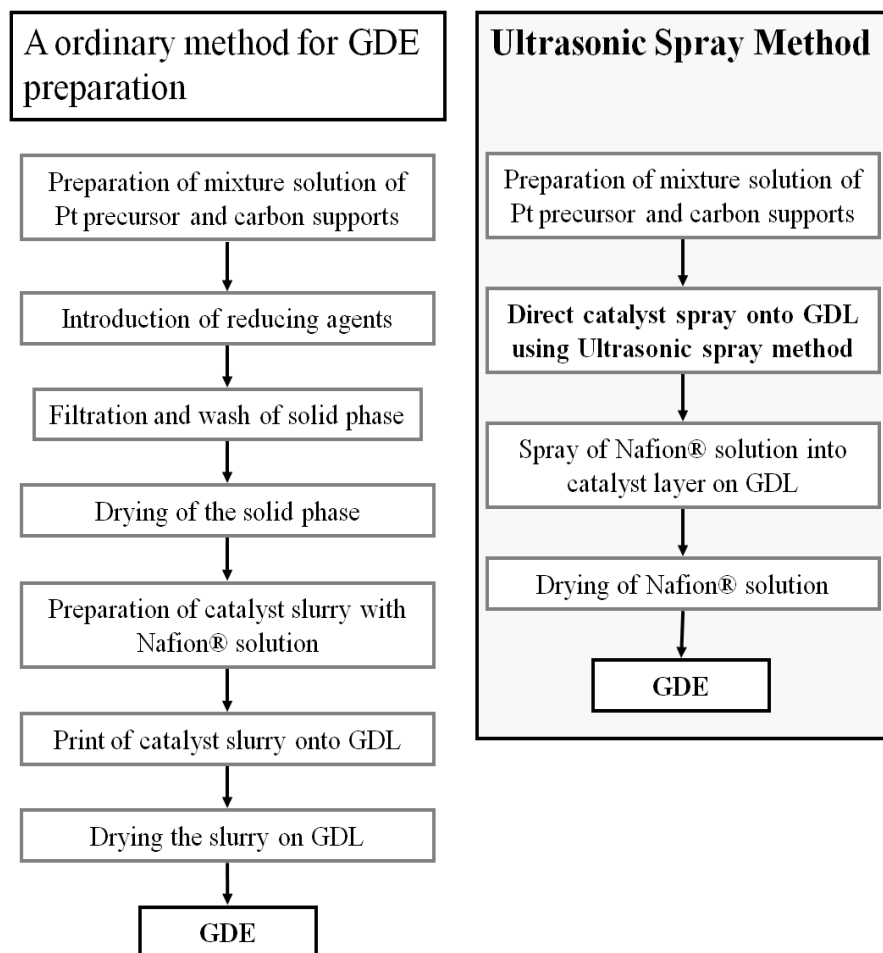 A ordinary method for GDE
preparation
Preparation of mixture solution of
Pt precursor and carbon supports
Introduction of reducing agents
Filtration and wash of solid phase
Drying of the solid phase
Preparation of catalyst slurry with
Nafion® solution
Print of catalyst slurry onto GDL
Drying the slurry on GDL
GDE
Ultrasonic Spray Method
Preparation of mixture solution of
Pt precursor and carbon supports
Direct catalyst spray onto GDL
using Ultrasonic spray method
Spray of Nafion® solution into
catalyst layer on GDL
Drying of Nafion® solution
GDE